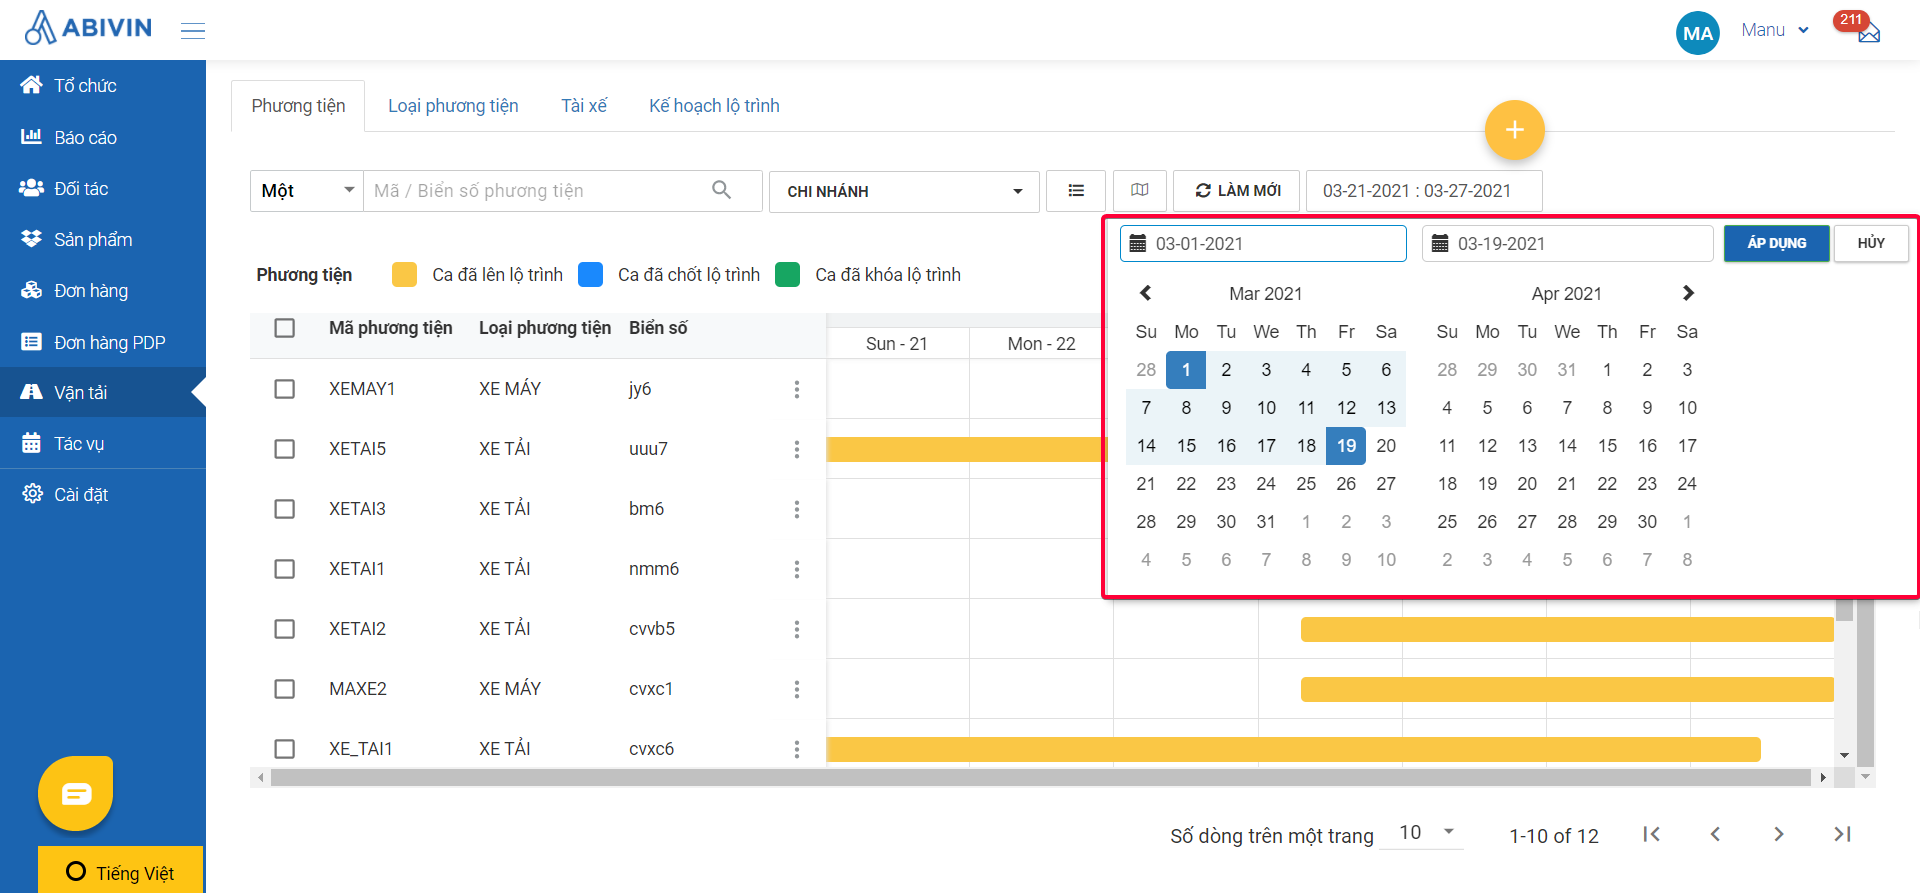 ABIVIN
MA
Manu
211
Tổ chức
Báo cáo
Đối tác
Sản phẩm
Đơn hàng
Đơn hàng PDP
Vận tải
Tác vụ
Cài đặt
Tiếng Việt
Phương tiện Loại phương tiện Tài xế Kế hoạch lộ trình
+
Một Mã / Biển số phương tiện CHI NHÁNH LÀM MỚI 03-21-2021 : 03-27-2021
03-01-2021 03-19-2021 ÁP DỤNG HỦY
Phương tiện Ca đã lên lộ trình Ca đã chốt lộ trình Ca đã khóa lộ trình
Mã phương tiện Loại phương tiện Biển số
Sun - 21 Mon - 22
XEMAY1 XE MÁY jy6
XETAI5 XE TẢI uuu7
XETAI3 XE TẢI bm6
XETAI1 XE TẢI nmm6
XETAI2 XE TẢI cvvb5
MAXE2 XE MÁY cvxc1
XE_TAI1 XE TẢI cvxc6
Mar 2021
Su Mo Tu We Th Fr Sa
28 1 2 3 4 5 6
7 8 9 10 11 12 13
14 15 16 17 18 19 20
21 22 23 24 25 26 27
28 29 30 31 1 2 3
4 5 6 7 8 9 10
Apr 2021
Su Mo Tu We Th Fr Sa
28 29 30 31 1 2 3
4 5 6 7 8 9 10
11 12 13 14 15 16 17
18 19 20 21 22 23 24
25 26 27 28 29 30 1
2 3 4 5 6 7 8
Số dòng trên một trang 10 1-10 of 12